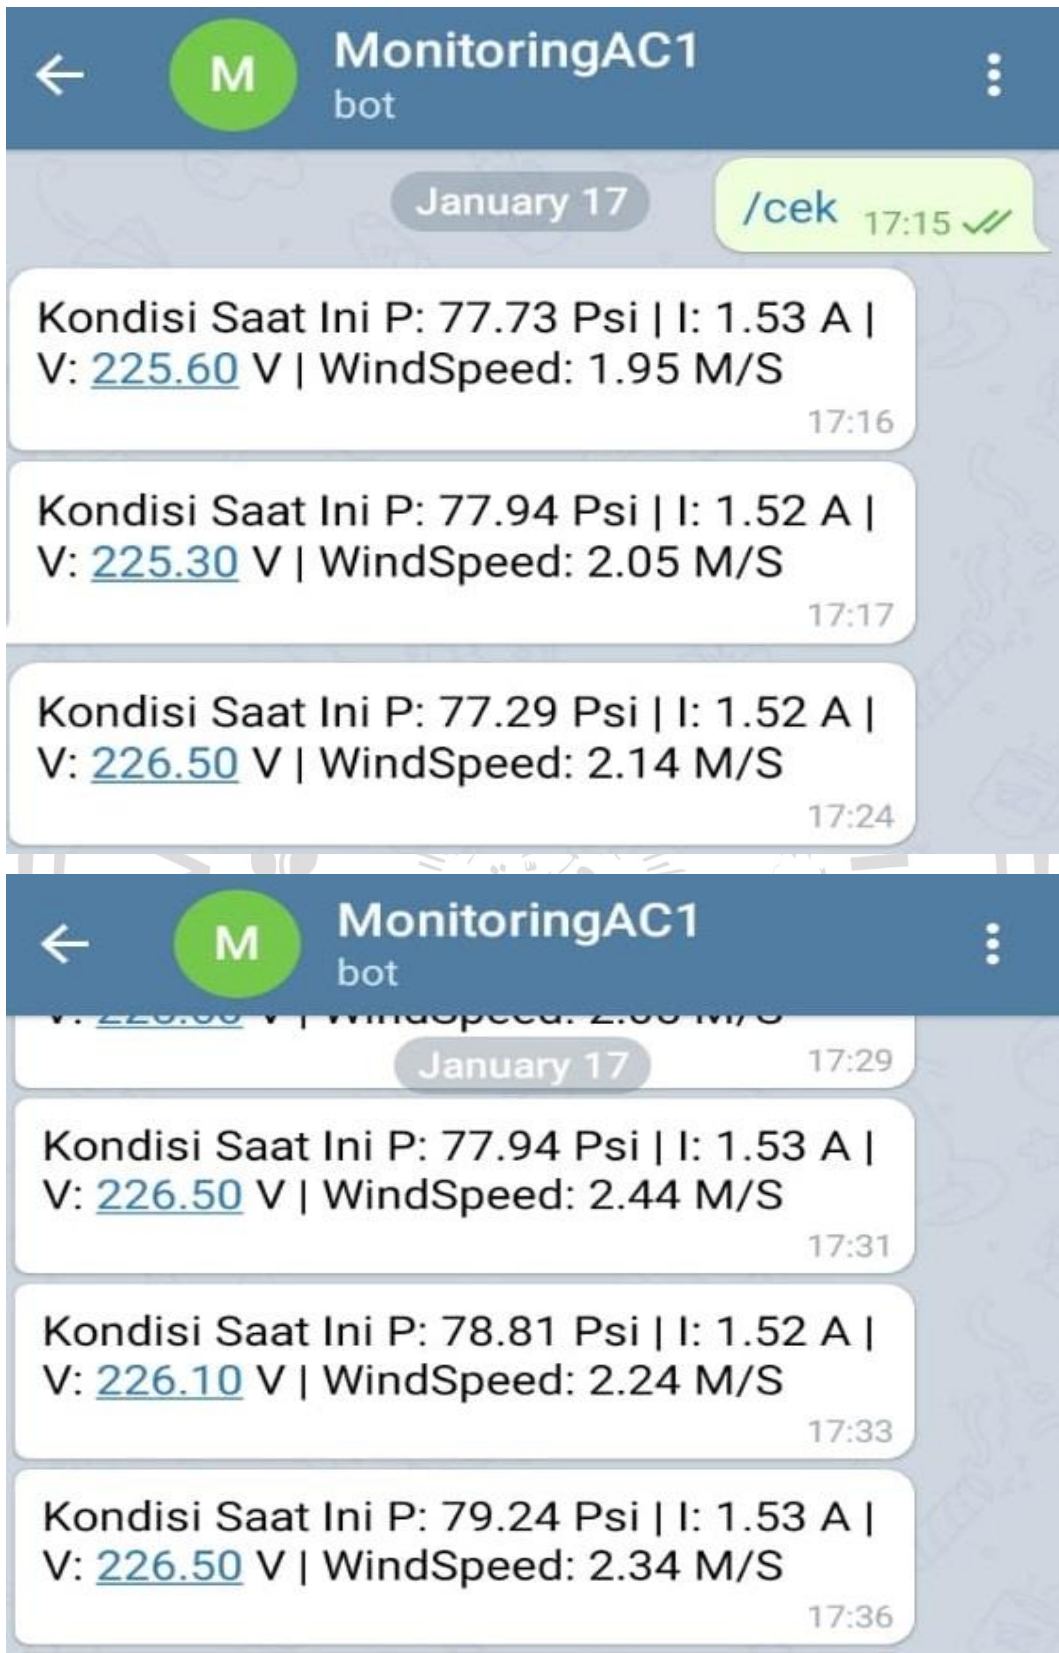 MonitoringAC1
M
bot
January 17
/cek 17:15
Kondisi Saat Ini P: 77.73 Psi | I: 1.53 A |
V: 225.60 V | WindSpeed: 1.95 M/S
17:16
Kondisi Saat Ini P: 77.94 Psi | I: 1.52 A |
V: 225.30 V | WindSpeed: 2.05 M/S
17:17
Kondisi Saat Ini P: 77.29 Psi | I: 1.52 A |
V: 226.50 V | WindSpeed: 2.14 M/S
17:24
MonitoringAC1
M
bot
V | WindSpeed: M/S
January 17
17:29
Kondisi Saat Ini P: 77.94 Psi | I: 1.53 A |
V: 226.50 V | WindSpeed: 2.44 M/S
17:31
Kondisi Saat Ini P: 78.81 Psi | I: 1.52 A |
V: 226.10 V | WindSpeed: 2.24 M/S
17:33
Kondisi Saat Ini P: 79.24 Psi | I: 1.53 A |
V: 226.50 V | WindSpeed: 2.34 M/S
17:36